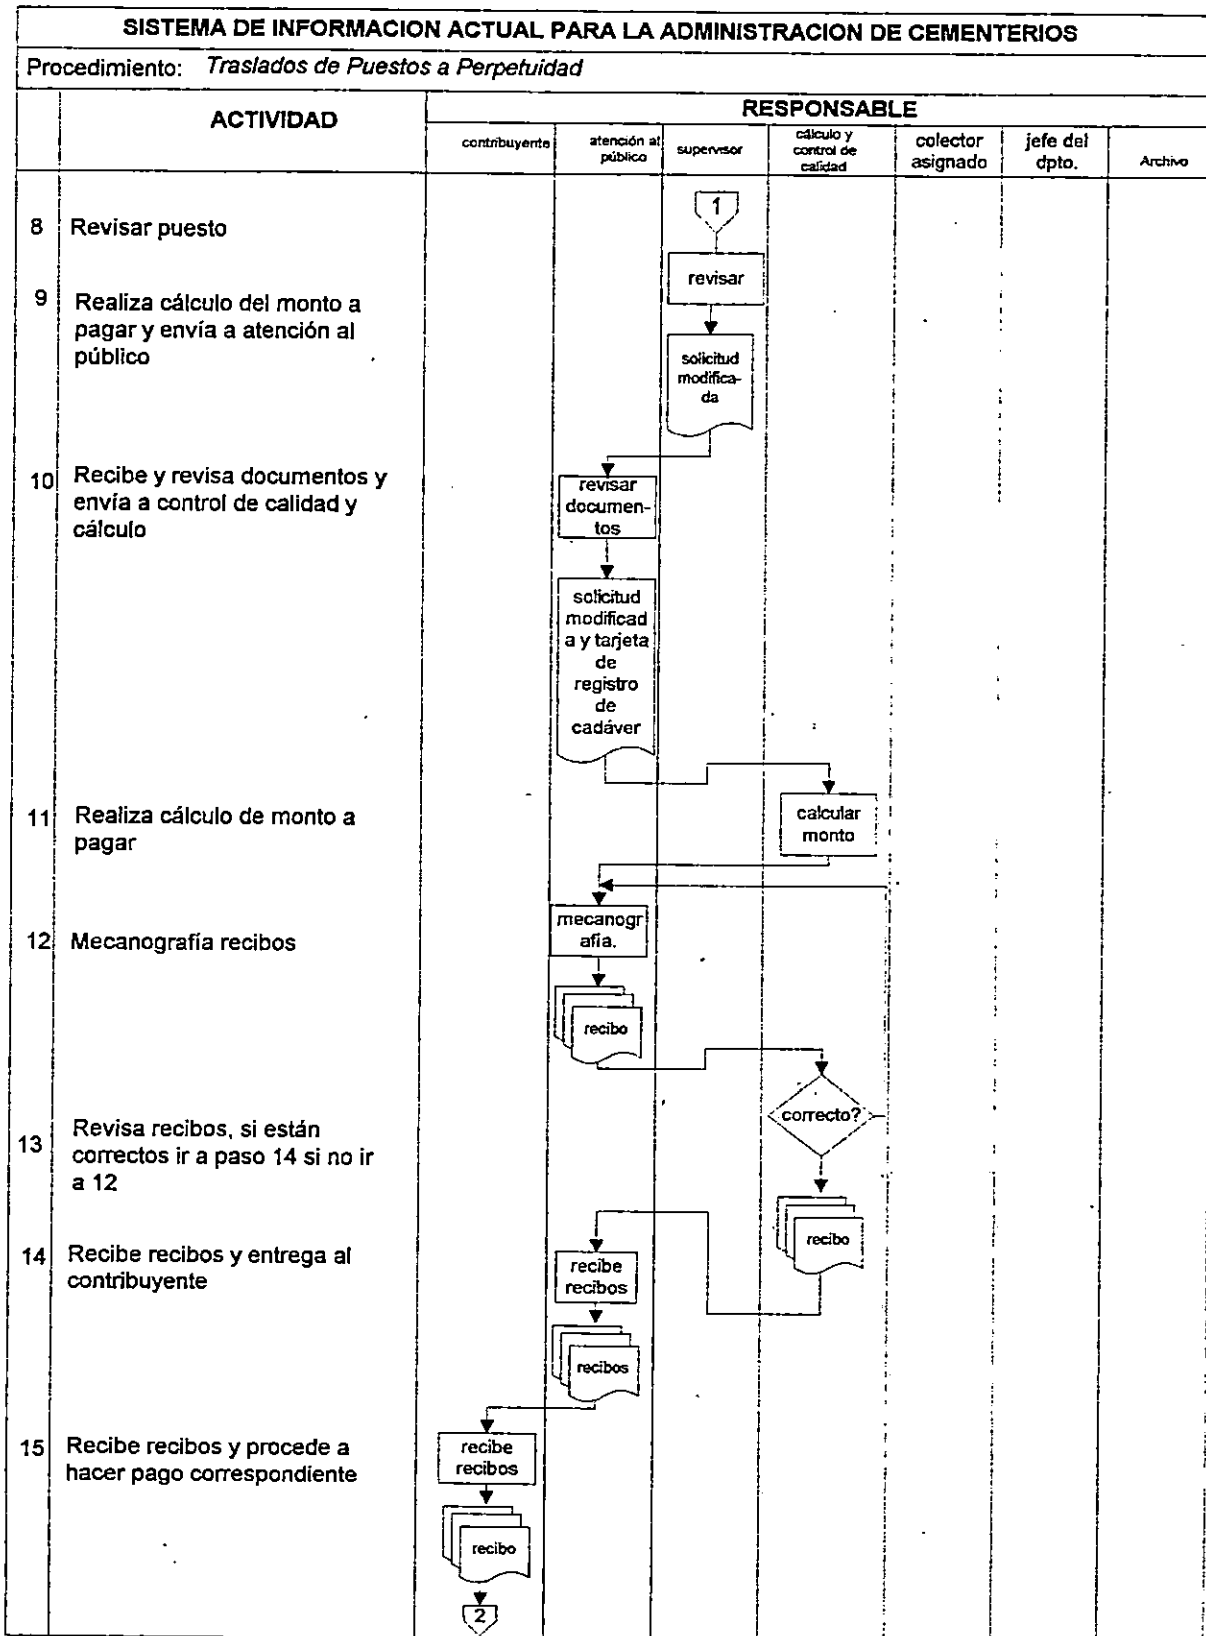 SISTEMA DE INFORMACION ACTUAL PARA LA ADMINISTRACION DE CEMENTERIOS
Procedimiento: Traslados de Puestos a Perpetuidad
ACTIVIDAD
RESPONSABLE
contribuyente
atención al
público
supervisor
cálculo y
control de
calidad
colector
asignado
jefe del
dpto.
Archivo
1
8 Revisar puesto
revisar
9 Realiza cálculo del monto a
pagar y envía a atención al
público
solicitud
modifica-
da
10 Recibe y revisa documentos y
envía a control de calidad y
cálculo
revisar
documen-
tos
solicitud
modificad
a y tarjeta
de
registro
de
cadáver
11 Realiza cálculo de monto a
pagar
calcular
monto
12 Mecanografía recibos
mecanogr
afía.
recibo
correcto?
13 Revisa recibos, si están
correctos ir a paso 14 si no ir
a 12
recibo
14 Recibe recibos y entrega al
contribuyente
recibe
recibos
recibos
15 Recibe recibos y procede a
hacer pago correspondiente
recibe
recibos
recibo
2